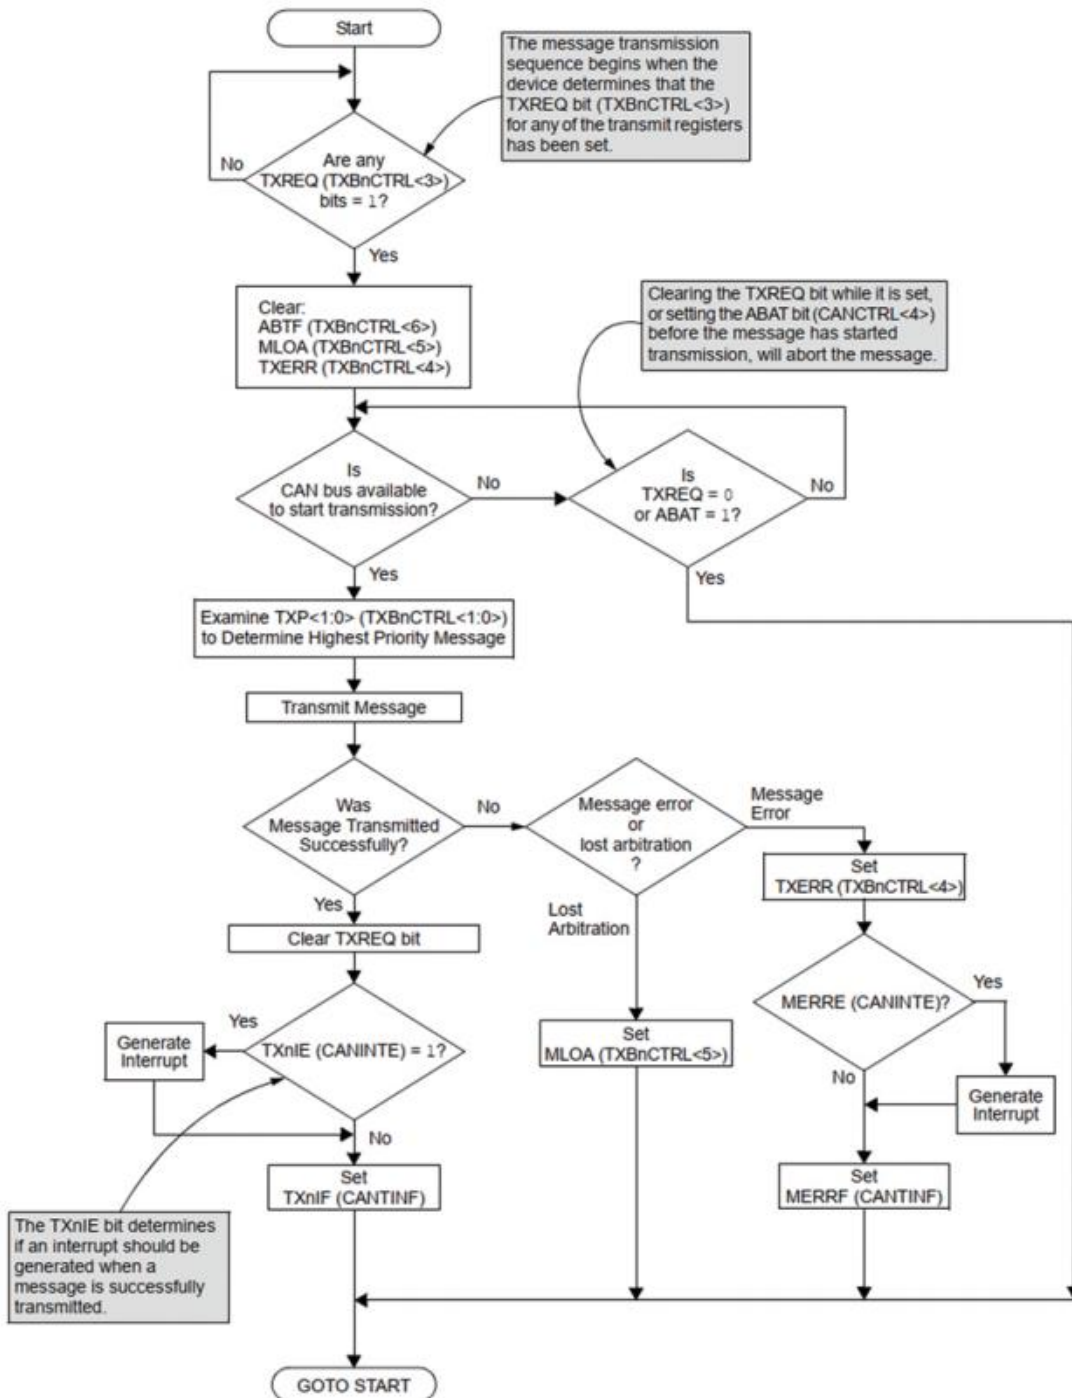 Start
The message transmission
sequence begins when the
device determines that the
TXREQ bit (TXBnCTRL<3>)
for any of the transmit registers
has been set.
No
Are any
TXREQ (TXBnCTRL<3>)
bits = 1?
Yes
Clear:
ABTF (TXBnCTRL<6>)
MLOA (TXBnCTRL<5>)
TXERR (TXBnCTRL<4>)
Clearing the TXREQ bit while it is set,
or setting the ABAT bit (CANCTRL<4>)
before the message has started
transmission, will abort the message.
Is
CAN bus available
to start transmission?
No
Is
TXREQ = 0
or ABAT = 1?
No
Yes
Yes
Examine TXP<1:0> (TXBnCTRL<1:0>)
to Determine Highest Priority Message
Transmit Message
Was
Message Transmitted
Successfully?
No
Message error
or
lost arbitration
?
Message
Error
Set
TXERR (TXBnCTRL<4>)
Yes
Lost
Arbitration
Clear TXREQ bit
MERRE (CANINTE)?
Yes
Generate
Interrupt
Yes
TXnIE (CANINTE) = 1?
Set
MLOA (TXBnCTRL<5>)
No
Generate
Interrupt
No
Set
TXnIF (CANTINF)
Set
MERRF (CANTINF)
The TXnIE bit determines
if an interrupt should be
generated when a
message is successfully
transmitted.
GOTO START